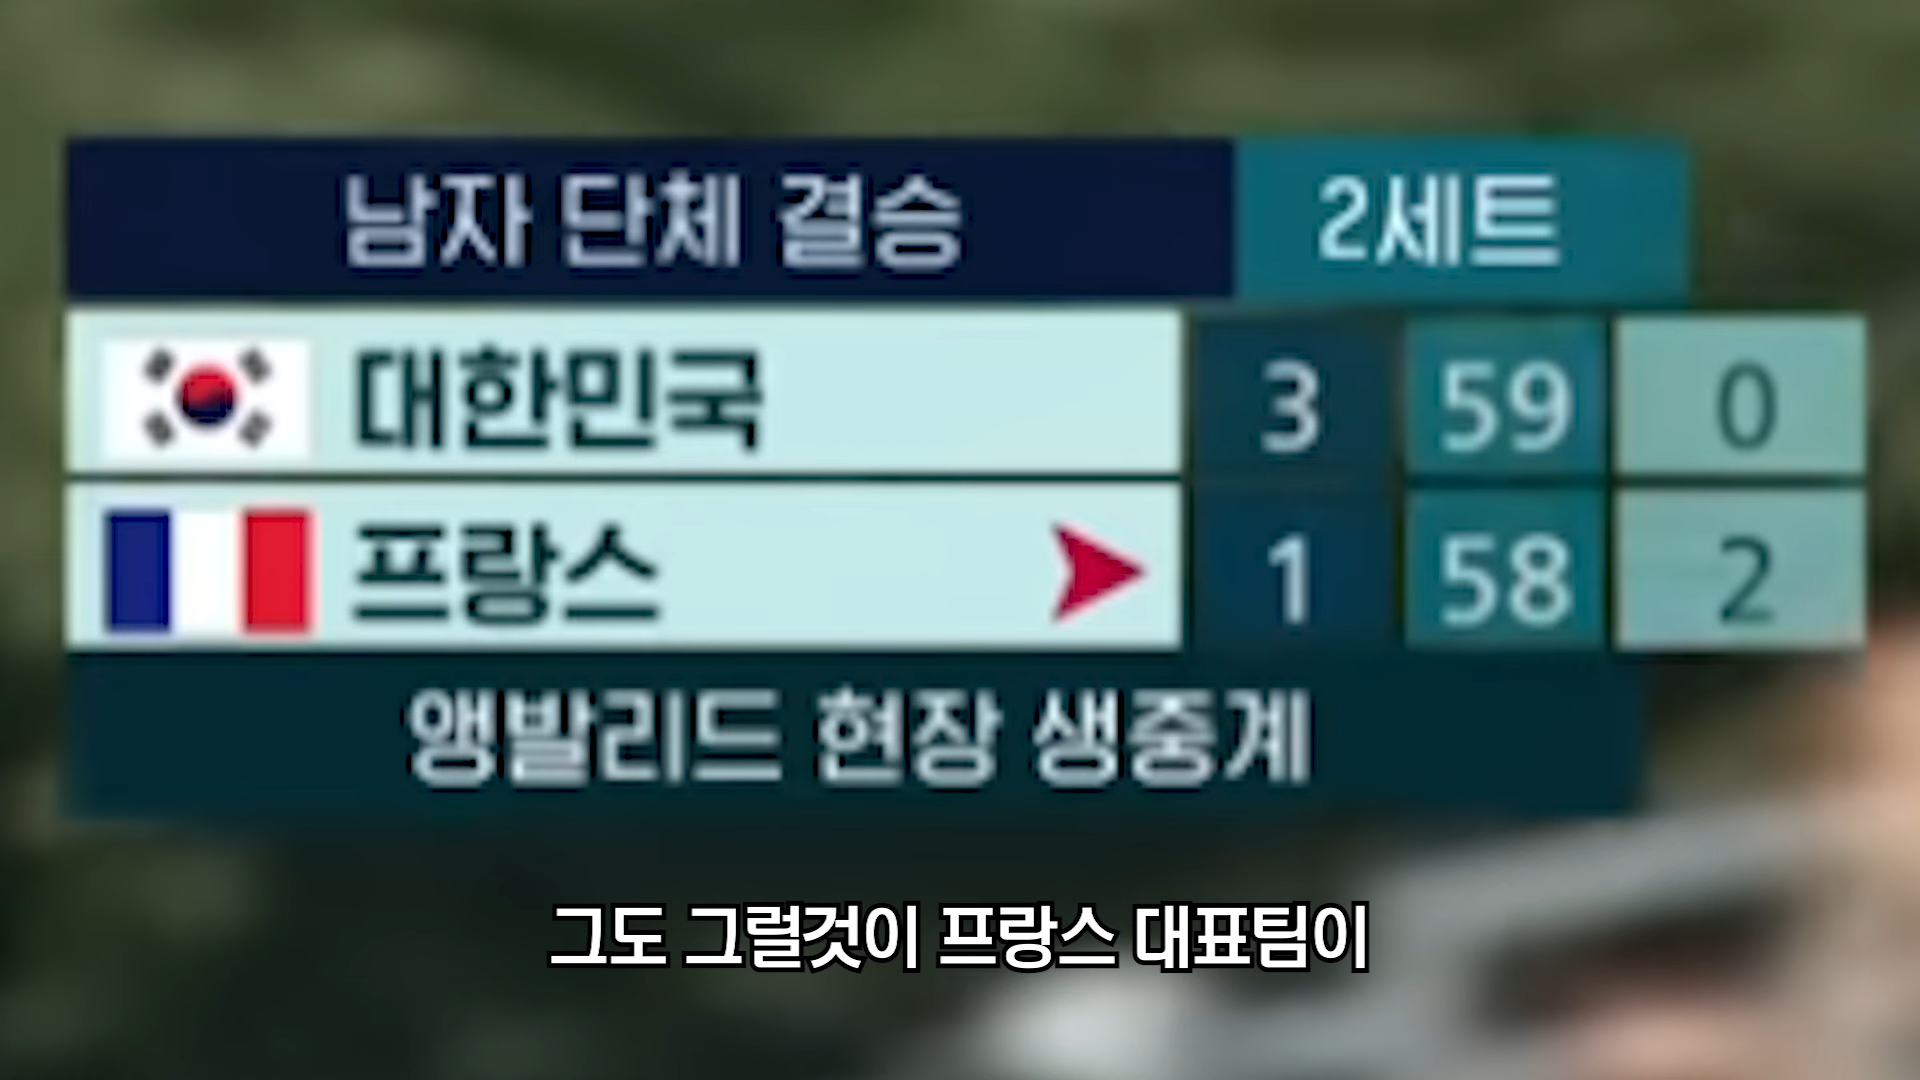 남자 단체 결승 2세트
대한민국 3 59 0
프랑스 1 58 2
앵발리드 현장 생중계
그도 그럴것이 프랑스 대표팀이